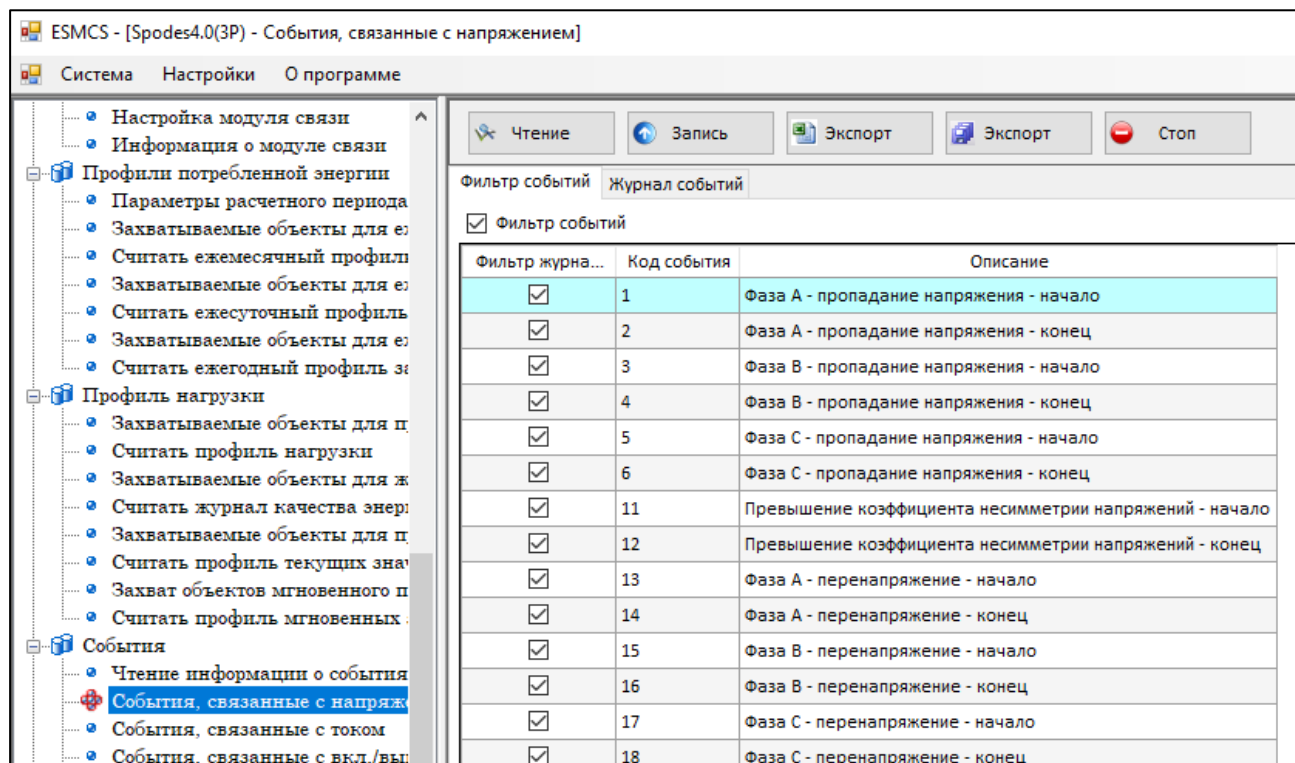 ESMCS - [Spodes4.0(3P) - События, связанные с напряжением]
Система Настройки О программе
Настройка модуля связи
Информация о модуле связи
Профили потребленной энергии
Параметры расчетного периода
Захватываемые объекты для
Считать ежемесячный
Захватываемые объекты для
Считать ежесуточный профиль
Захватываемые объекты для
Считать ежегодный профиль
Профиль нагрузки
Захватываемые объекты для
Считать профиль нагрузки
Захватываемые объекты для
Считать журнал качества
Захватываемые объекты для
Считать профиль текущих
Захват объектов мгновенного
Считать профиль мгновенных
События
Чтение информации о
События, связанные с
События, связанные с током
События, связанные с
Чтение Запись Экспорт Экспорт Стоп
Фильтр событий Журнал событий
Фильтр событий
Фильтр журна... Код события Описание
1 Фаза A - пропадание напряжения - начало
2 Фаза A - пропадание напряжения - конец
3 Фаза B - пропадание напряжения - начало
4 Фаза B - пропадание напряжения - конец
5 Фаза C - пропадание напряжения - начало
6 Фаза C - пропадание напряжения - конец
11 Превышение коэффициента несимметрии напряжений - начало
12 Превышение коэффициента несимметрии напряжений - конец
13 Фаза A - перенапряжение - начало
14 Фаза A - перенапряжение - конец
15 Фаза B - перенапряжение - начало
16 Фаза B - перенапряжение - конец
17 Фаза C - перенапряжение - начало
18 Фаза C - перенапряжение - конец